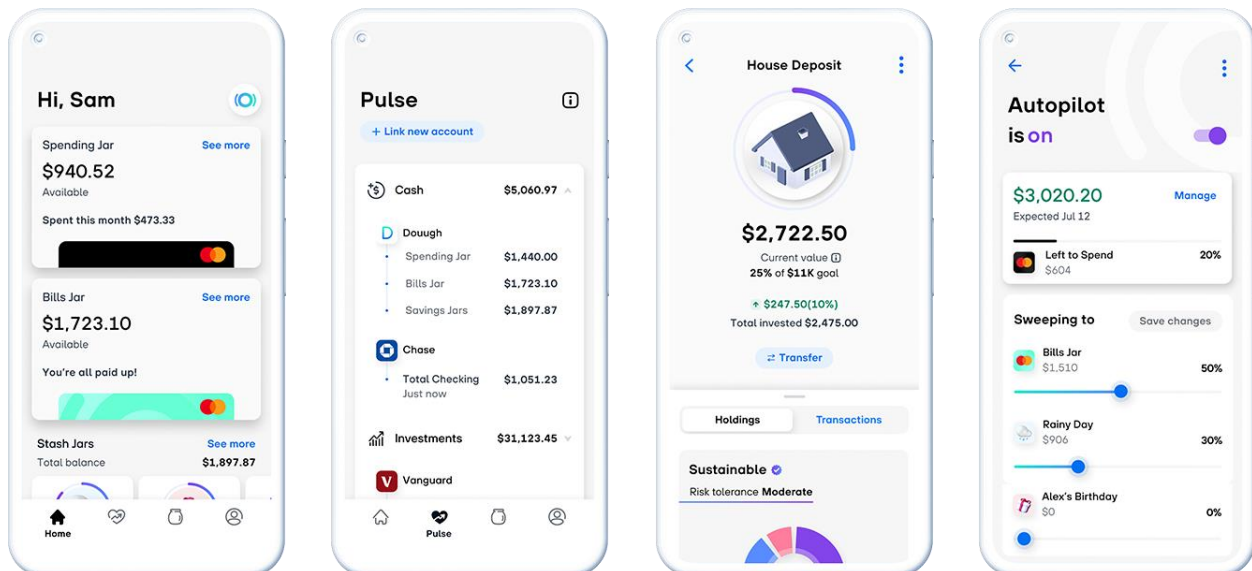 Hi, Sam
Spending Jar See more
$940.52
Available
Spent this month $473.33
Bills Jar See more
$1,723.10
Available
You're all paid up!
Stash Jars See more
Total balance $1,897.87
Home
Pulse
+ Link new account
Cash $5,060.97
D Douugh
Spending Jar $1,440.00
Bills Jar $1,723.10
Savings Jars $1,897.87
Chase
Total Checking $1,051.23
Just now
Investments $31,123.45
V Vanguard
Pulse
House Deposit
$2,722.50
Current value
25% of $11K goal
$247.50(10%)
Total invested $2,475.00
Transfer
Holdings Transactions
Sustainable
Risk tolerance Moderate
Autopilot
is on
$3,020.20 Manage
Expected Jul 12
Left to Spend 20%
$604
Sweeping to Save changes
Bills Jar
$1,510 50%
Rainy Day
$906 30%
Alex's Birthday
$0 0%